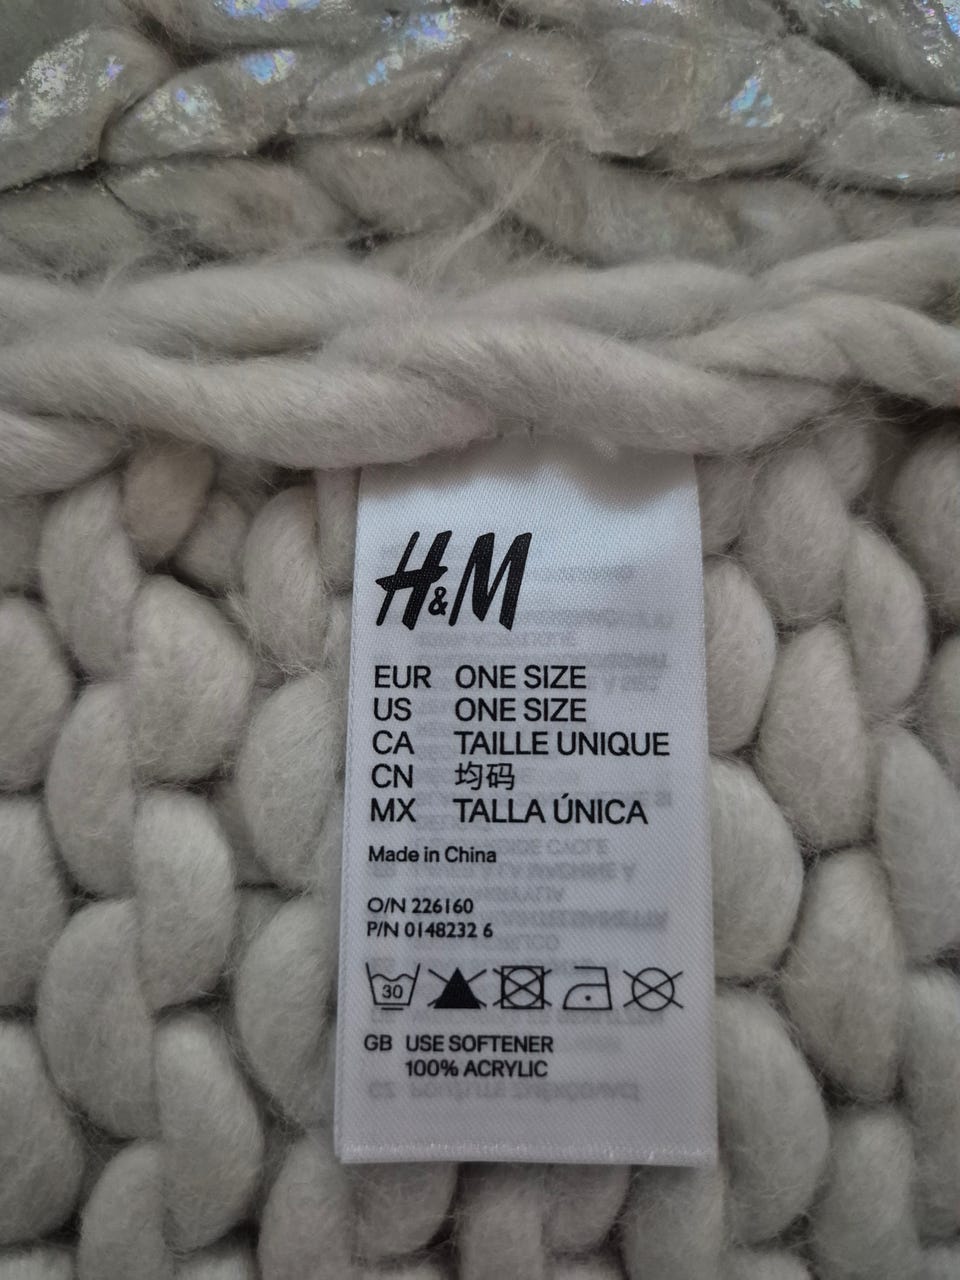 H&M
EUR ONE SIZE
US ONE SIZE
CA TAILLE UNIQUE
CN 均码
MX TALLA ÚNICA
Made in China
O/N 226160
P/N 0148232 6
30
GB USE SOFTENER
100% ACRYLIC